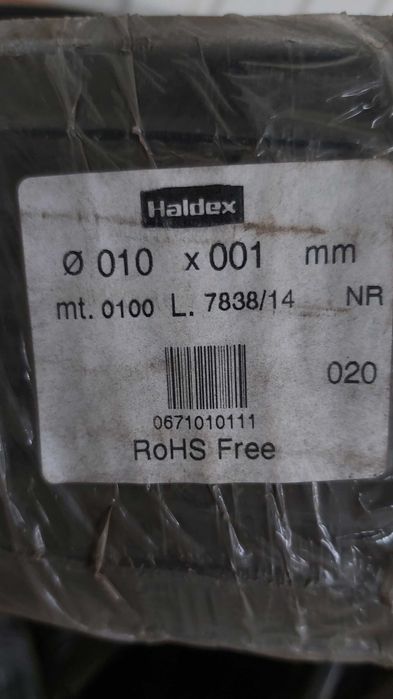 Haldex
Ø 010 x 001 mm
mt. 0100 L. 7838/14 NR
020
0671010111
RoHS Free